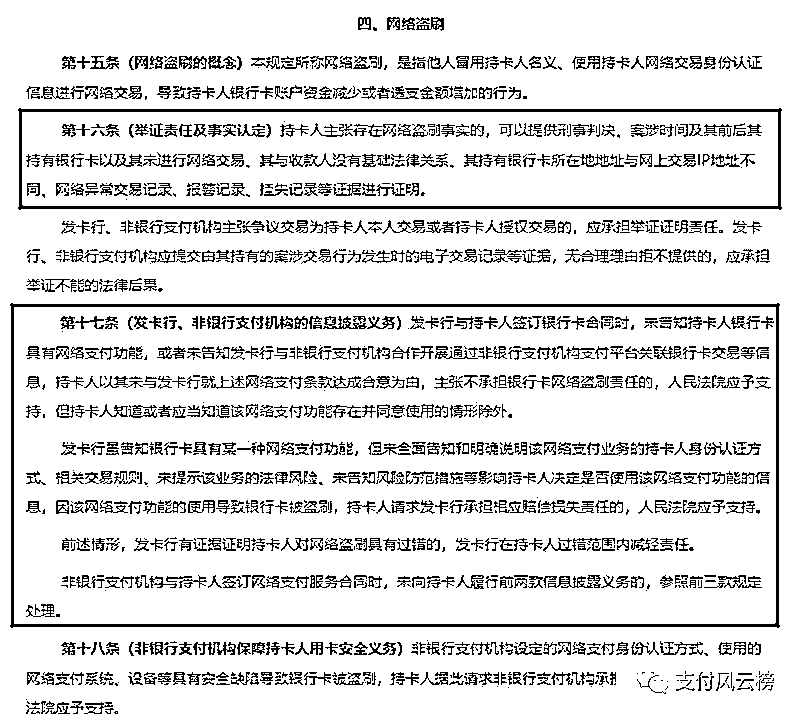 四、网络盗刷
第十五条（网络盗刷的概念）本规定所称网络盗刷，是指他人冒用持卡人名义、使用持卡人网络交易身份认证
信息进行网络交易，导致持卡人银行卡账户资金减少或者透支金额增加的行为。
第十六条（举证责任及事实认定）持卡人主张存在网络盗刷事实的，可以提供刑事判决、案涉时间及其前后其
持有银行卡以及其未进行网络交易、其与收款人没有基础法律关系、其持有银行卡所在地地址与网上交易IP地址不
同、网络异常交易记录、报警记录、挂失记录等证据进行证明。
发卡行、非银行支付机构主张争议交易为持卡人本人交易或者持卡人授权交易的，应承担举证证明责任。发卡
行、非银行支付机构应提交由其持有的案涉交易行为发生时的电子交易记录等证据，无合理理由拒不提供的，应承担
举证不能的法律后果。
第十七条（发卡行、非银行支付机构的信息披露义务）发卡行与持卡人签订银行卡合同时，未告知持卡人银行卡
具有网络支付功能，或者未告知发卡行与非银行支付机构合作开展通过非银行支付机构支付平台关联银行卡交易等信
息，持卡人以其未与发卡行就上述网络支付条款达成合意为由，主张不承担银行卡网络盗刷责任的，人民法院应予支
持，但持卡人知道或者应当知道该网络支付功能存在并同意使用的情形除外。
发卡行虽告知银行卡具有某一种网络支付功能，但未全面告知和明确说明该网络支付业务的持卡人身份认证方
式、相关交易规则、未提示该业务的法律风险、未告知风险防范措施等影响持卡人决定是否使用该网络支付功能的信
息，因该网络支付功能的使用导致银行卡被盗刷，持卡人请求发卡行承担相应赔偿损失责任的，人民法院应予支持。
前述情形，发卡行有证据证明持卡人对网络盗刷具有过错的，发卡行在持卡人过错范围内减轻责任。
非银行支付机构与持卡人签订网络支付服务合同时，未向持卡人履行前两款信息披露义务的，参照前三款规定
处理。
第十八条（非银行支付机构保障持卡人用卡安全义务）非银行支付机构设定的网络支付身份认证方式、使用的
网络支付系统、设备等具有安全缺陷导致银行卡被盗刷，持卡人据此请求非银行支付机构承担 支付风云榜
法院应予支持。